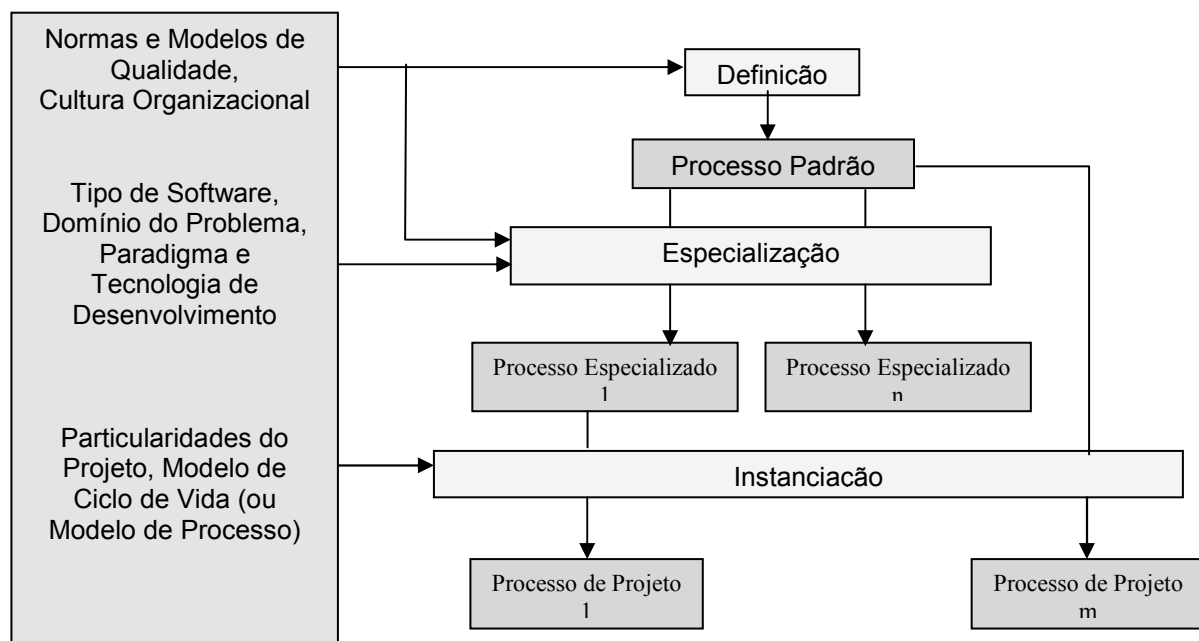 Normas e Modelos de
Qualidade,
Cultura Organizacional
Tipo de Software,
Domínio do Problema,
Paradigma e
Tecnologia de
Desenvolvimento
Particularidades do
Projeto, Modelo de
Ciclo de Vida (ou
Modelo de Processo)
Definicão
Processo Padrão
Especialização
Processo Especializado
1
Processo Especializado
n
Instanciacão
Processo de Projeto
1
Processo de Projeto
m